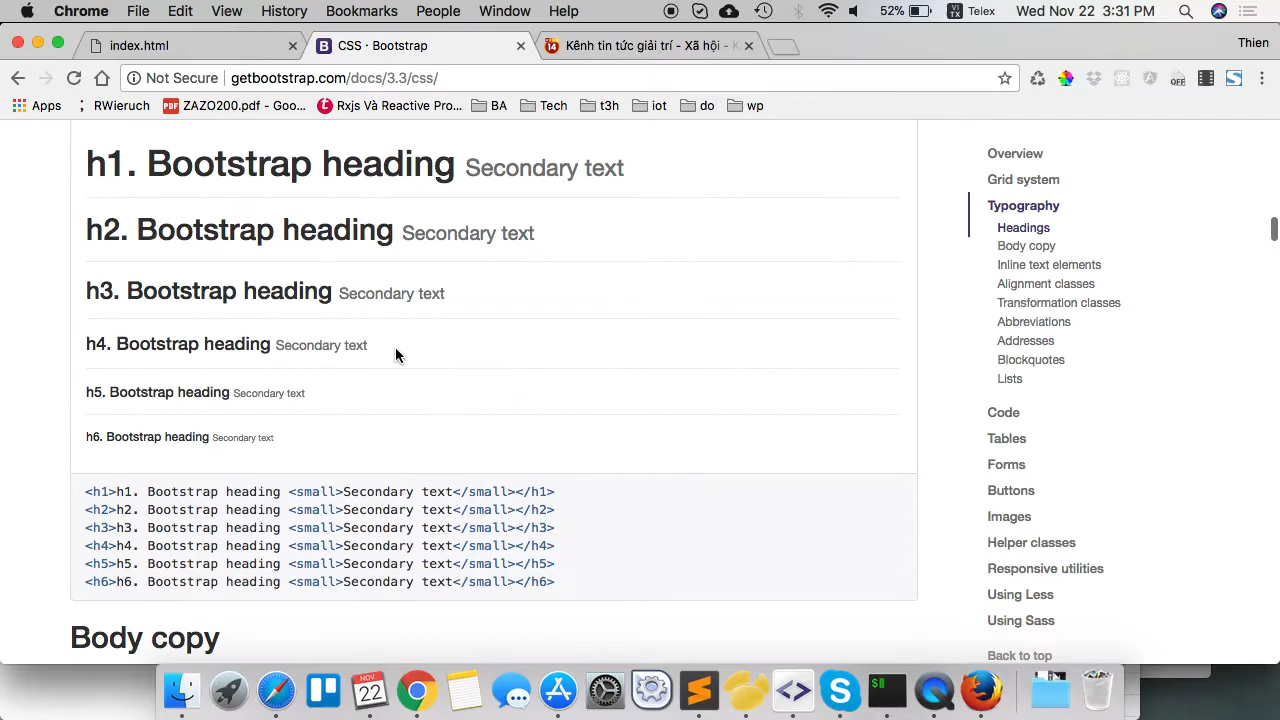 Chrome File Edit View History Bookmarks People Window Help 52% VI TX Telex Wed Nov 22 3:31 PM
index.html CSS · Bootstrap 14 Kênh tin tức giải trí - Xã hội - K Thien
Not Secure getbootstrap.com/docs/3.3/css/ OFF
Apps RWieruch PDF ZAZO200.pdf - Goo... t Rxjs Và Reactive Pro... BA Tech t3h iot do wp
h1. Bootstrap heading Secondary text
h2. Bootstrap heading Secondary text
h3. Bootstrap heading Secondary text
h4. Bootstrap heading Secondary text
h5. Bootstrap heading Secondary text
h6. Bootstrap heading Secondary text
<h1>h1. Bootstrap heading <small>Secondary text</small></h1>
<h2>h2. Bootstrap heading <small>Secondary text</small></h2>
<h3>h3. Bootstrap heading <small>Secondary text</small></h3>
<h4>h4. Bootstrap heading <small>Secondary text</small></h4>
<h5>h5. Bootstrap heading <small>Secondary text</small></h5>
<h6>h6. Bootstrap heading <small>Secondary text</small></h6>
Body copy
Overview
Grid system
Typography
Headings
Body copy
Inline text elements
Alignment classes
Transformation classes
Abbreviations
Addresses
Blockquotes
Lists
Code
Tables
Forms
Buttons
Images
Helper classes
Responsive utilities
Using Less
Using Sass
Back to top
NOV 22